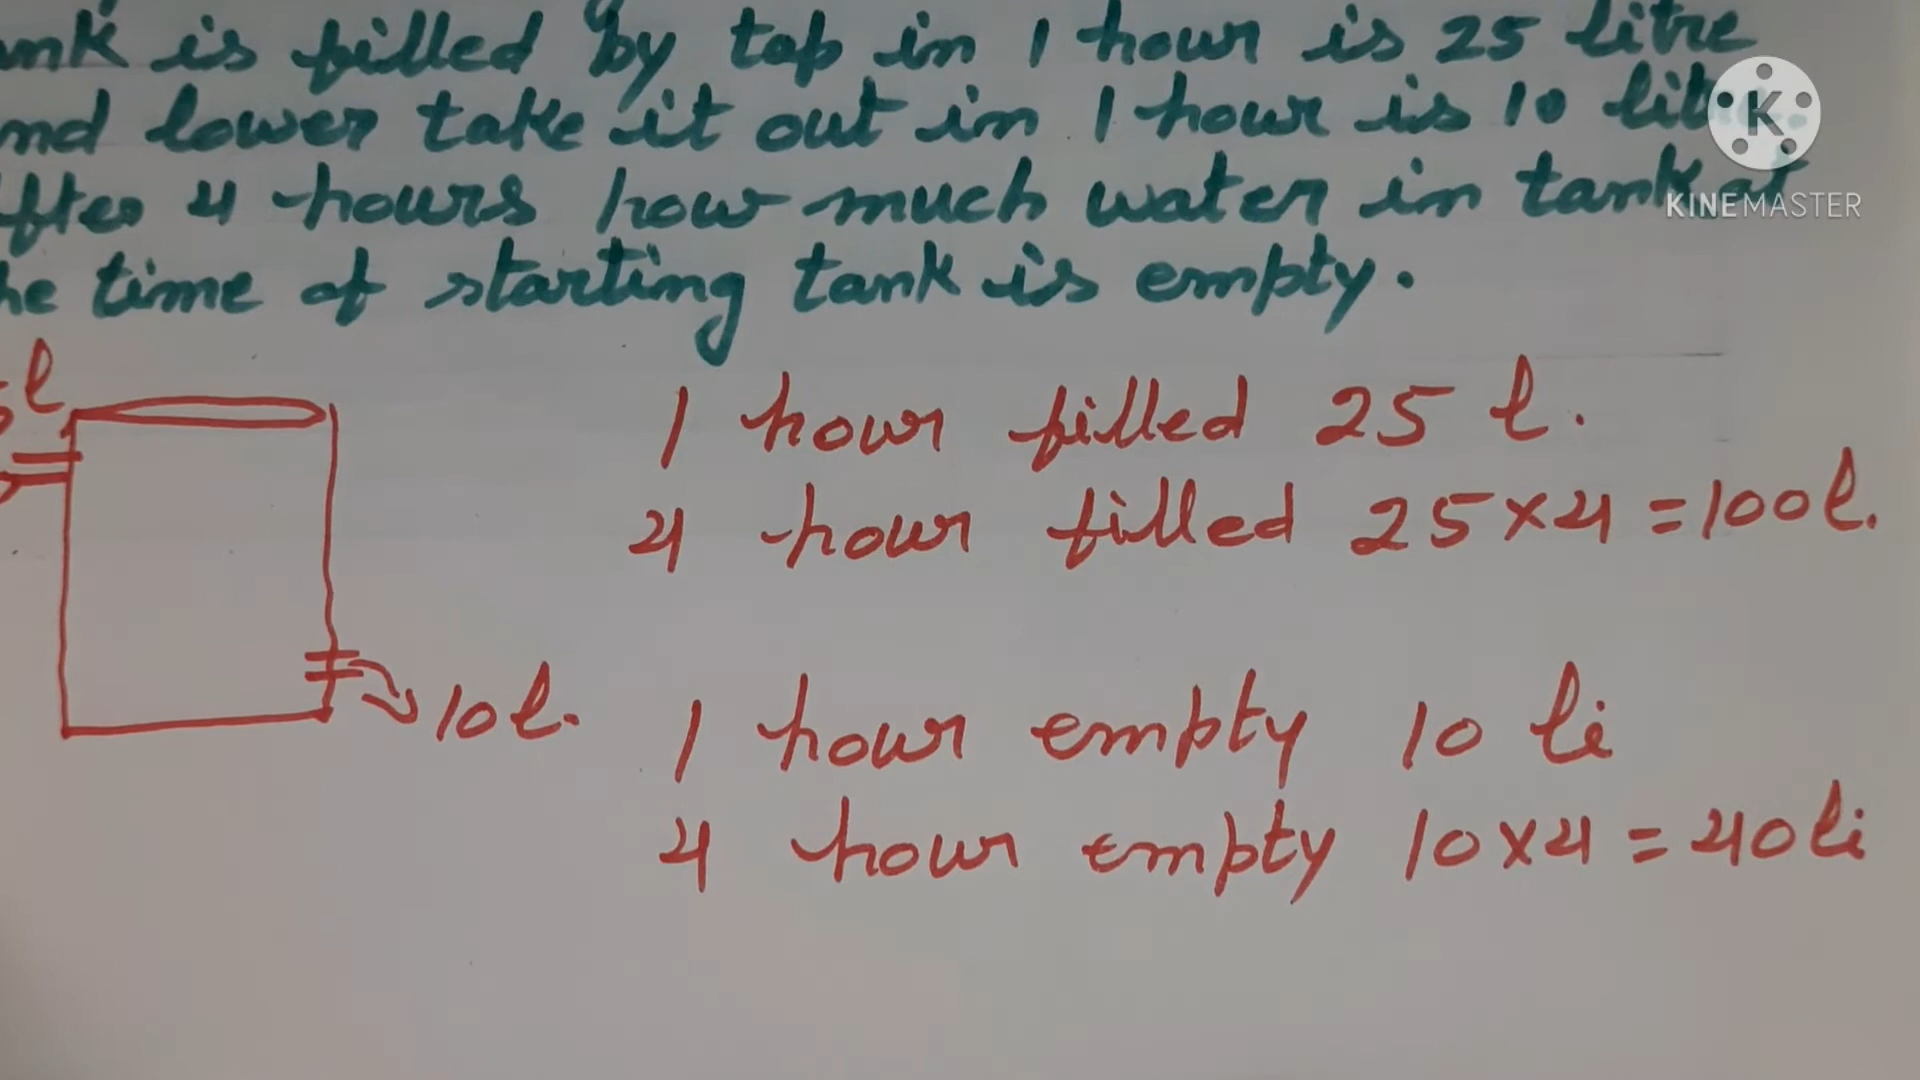 ank is filled by tap in 1 hour is 25 litre
nd lower take it out in 1 hour is 10
fter 4 hours how much water in tank at
he time of starting tank is empty.
K
KINEMASTER
5l
1 hour filled 25 l.
4 hour filled 25×4 = 100l.
10l.
1 hour empty 10 li
4 hour empty 10×4 = 40li